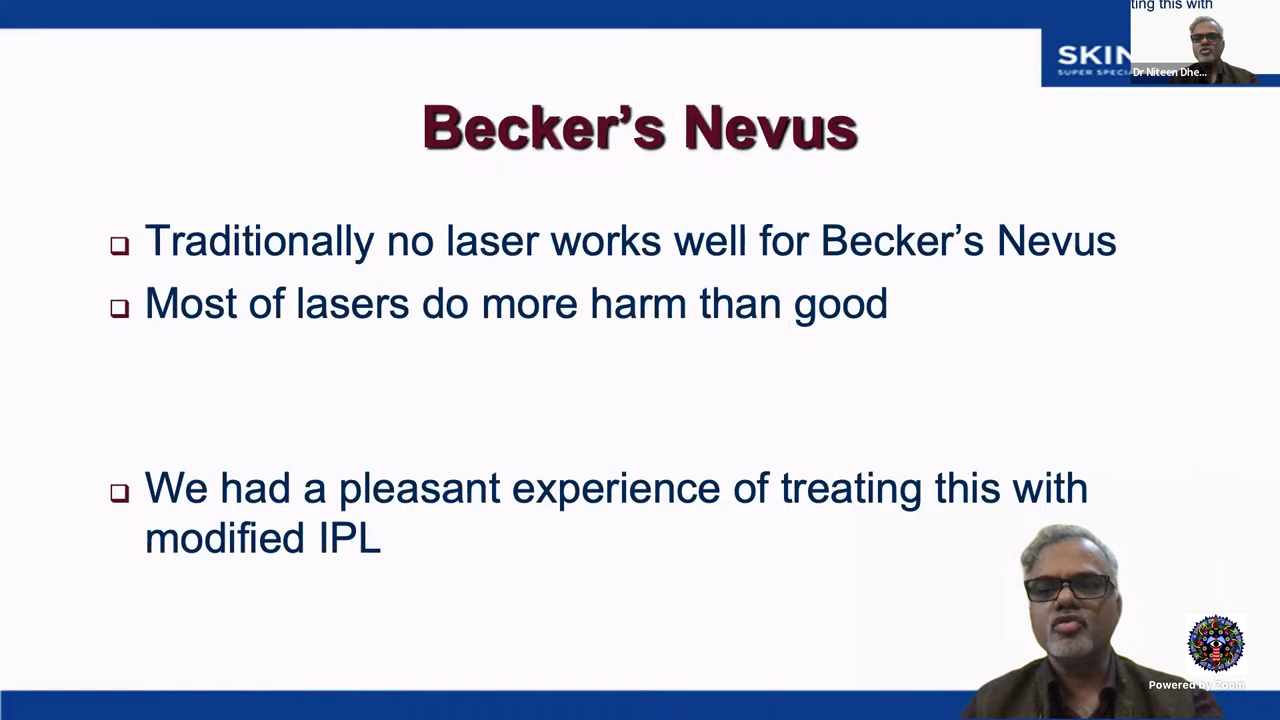 ting this with
SKIN
SUPER SPECI
Dr Niteen Dhe...
Becker's Nevus
Traditionally no laser works well for Becker's Nevus
Most of lasers do more harm than good
We had a pleasant experience of treating this with
modified IPL
Powered by Zoom